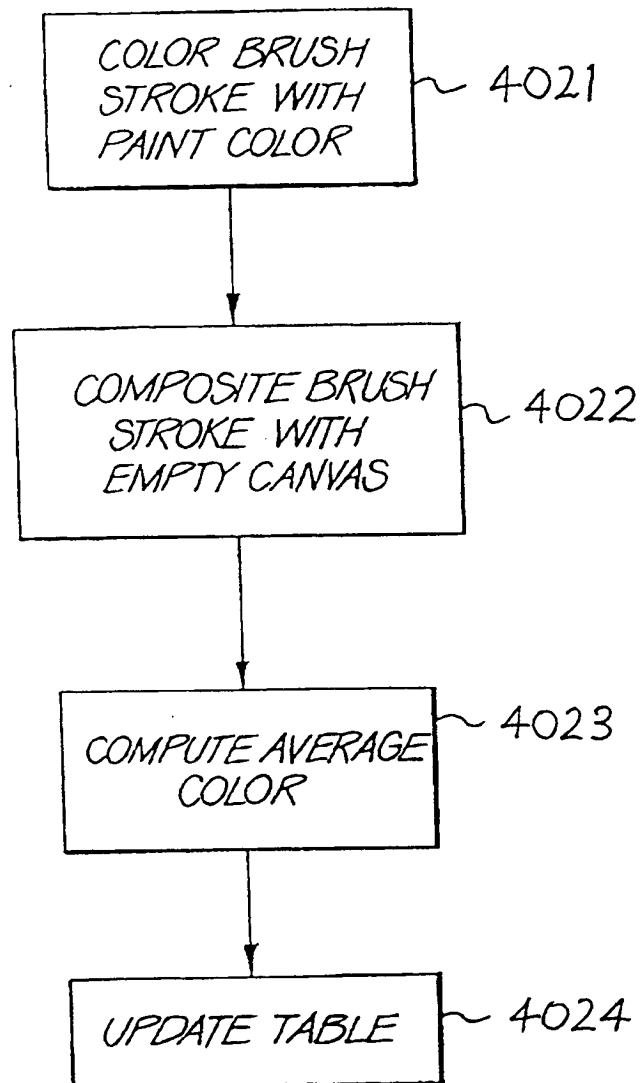 COLOR BRUSH
STROKE WITH
PAINT COLOR
4021
COMPOSITE BRUSH
STROKE WITH
EMPTY CANVAS
4022
COMPUTE AVERAGE
COLOR
4023
UPDATE TABLE
4024